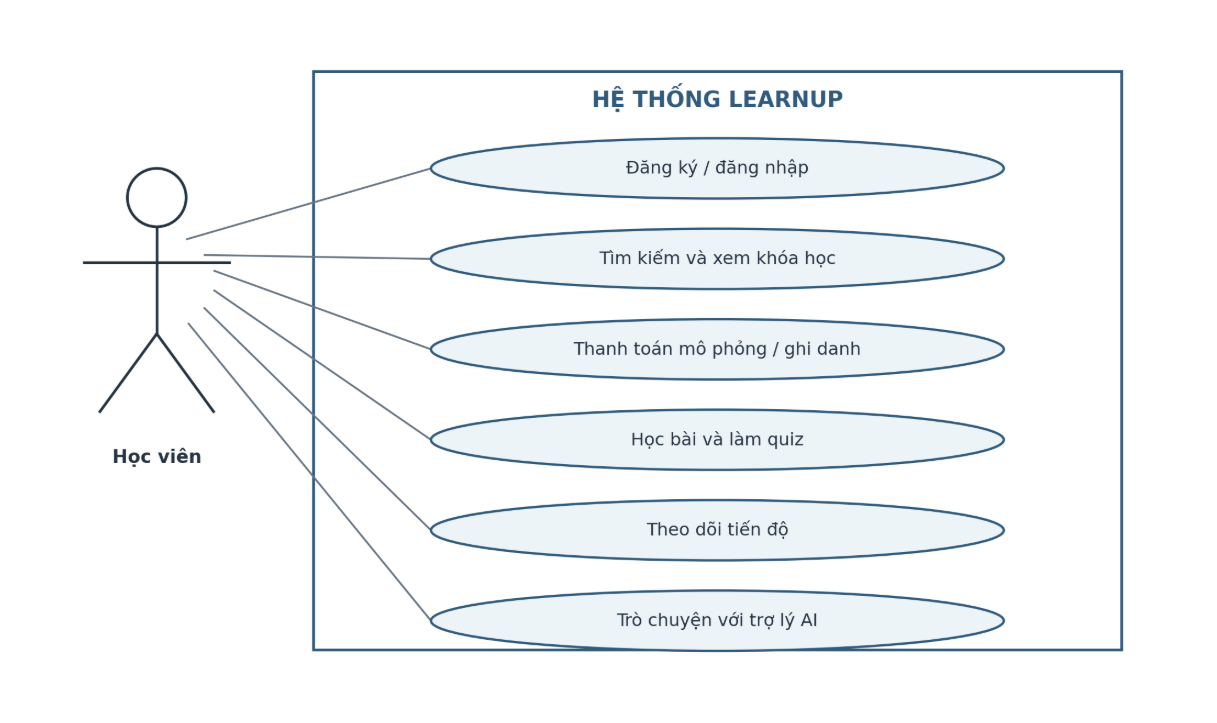 HỆ THỐNG LEARNUP
Đăng ký / đăng nhập
Tìm kiếm và xem khóa học
Thanh toán mô phỏng / ghi danh
Học bài và làm quiz
Học viên
Theo dõi tiến độ
Trò chuyện với trợ lý AI